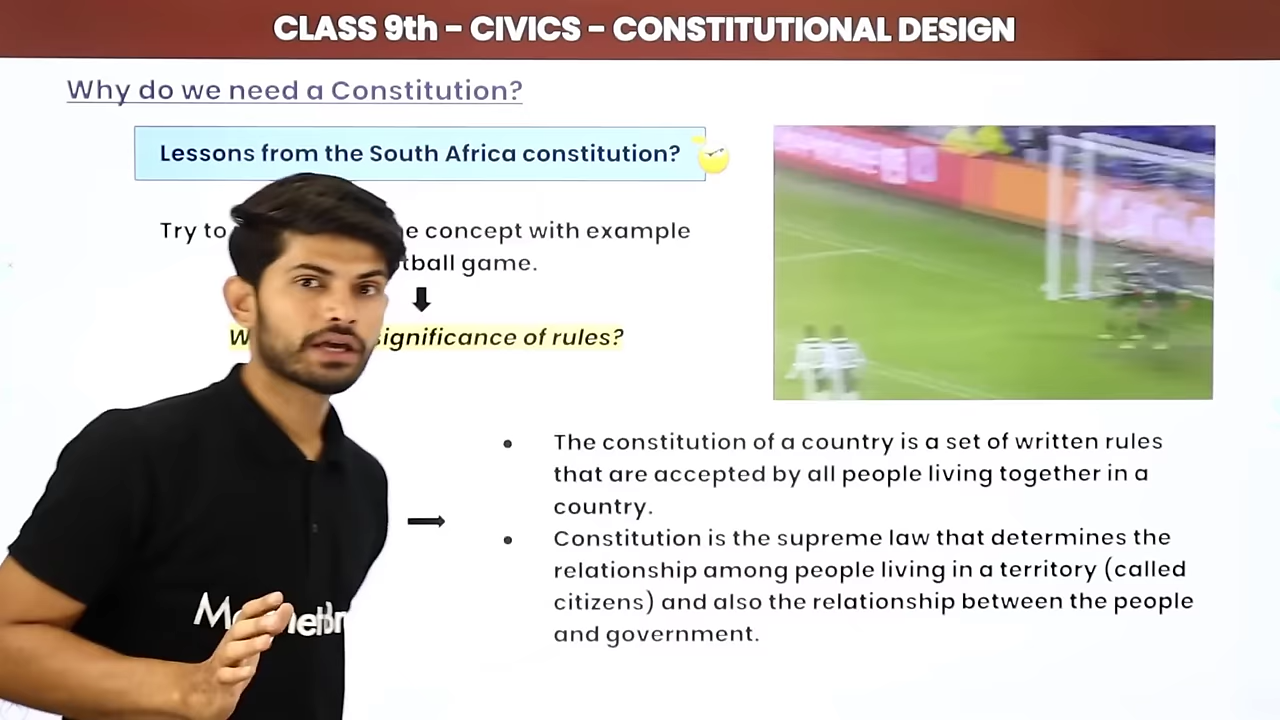 CLASS 9th - CIVICS - CONSTITUTIONAL DESIGN
Why do we need a Constitution?
Lessons from the South Africa constitution?
Try to e concept with example
tball game.
W ignificance of rules?
• The constitution of a country is a set of written rules
that are accepted by all people living together in a
country.
• Constitution is the supreme law that determines the
relationship among people living in a territory (called
citizens) and also the relationship between the people
and government.